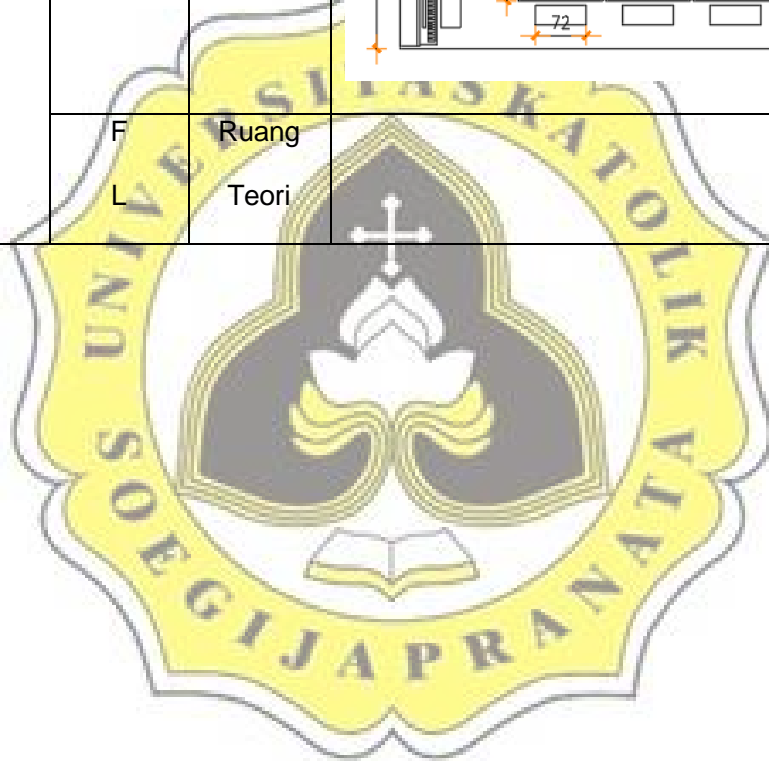 72
F Ruang
L Teori
UNIVERSITAS KATOLIK
SOEGIJAPRANATA